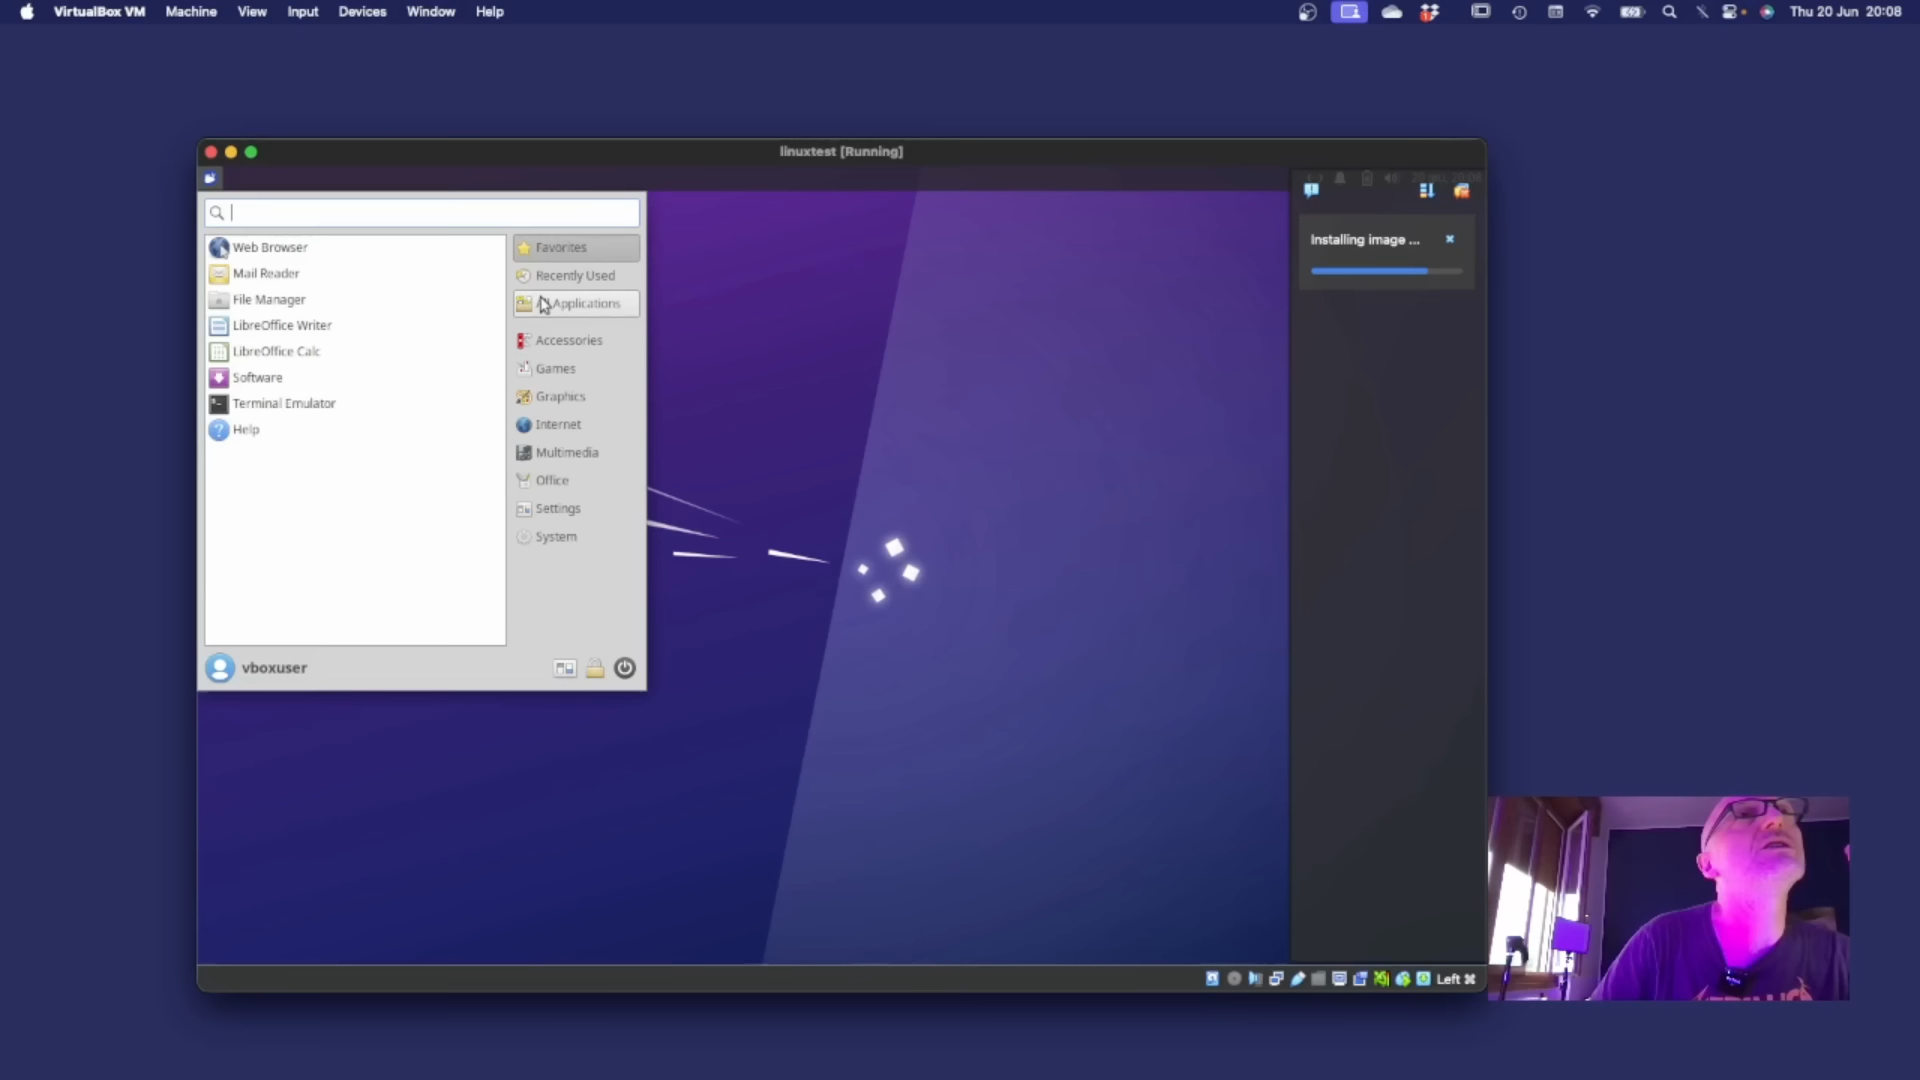 VirtualBox VM Machine View Input Devices Window Help Thu 20 Jun 20:08
linuxtest [Running]
Installing image ...
Web Browser
Mail Reader
File Manager
LibreOffice Writer
LibreOffice Calc
Software
Terminal Emulator
Help
Favorites
Recently Used
Applications
Accessories
Games
Graphics
Internet
Multimedia
Office
Settings
System
vboxuser
Left ⌘